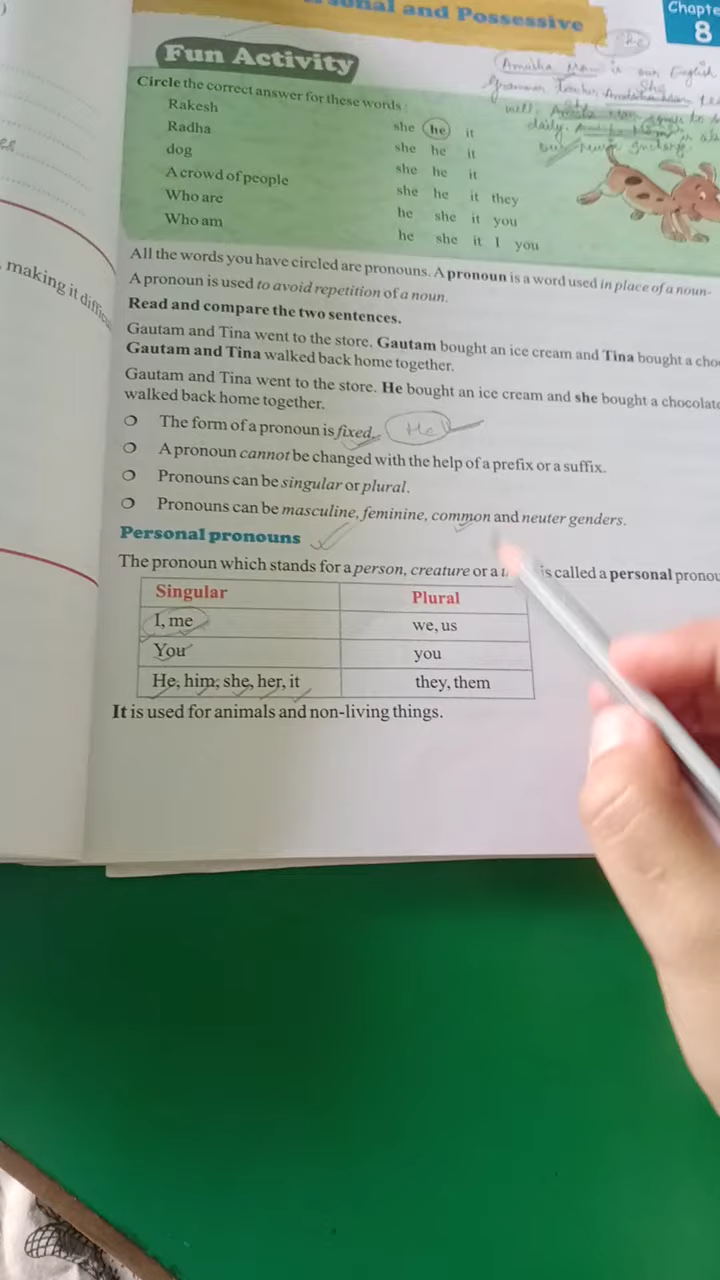 and Possessive
Chapte
8
Fun Activity
Circle the correct answer for these words :
Rakesh she he it
Radha she he it
dog she he it
A crowd of people she he it they
Who are he she it you
Who am he she it I you
is our English
She
daily.
All the words you have circled are pronouns. A pronoun is a word used in place of a noun.
A pronoun is used to avoid repetition of a noun.
making it
Read and compare the two sentences.
Gautam and Tina went to the store. Gautam bought an ice cream and Tina bought a cho
Gautam and Tina walked back home together.
Gautam and Tina went to the store. He bought an ice cream and she bought a chocolat
walked back home together.
The form of a pronoun is fixed. He
A pronoun cannot be changed with the help of a prefix or a suffix.
Pronouns can be singular or plural.
Pronouns can be masculine, feminine, common and neuter genders.
Personal pronouns
The pronoun which stands for a person, creature or a is called a personal pronou
Singular Plural
I, me we, us
You you
He, him, she, her, it they, them
It is used for animals and non-living things.